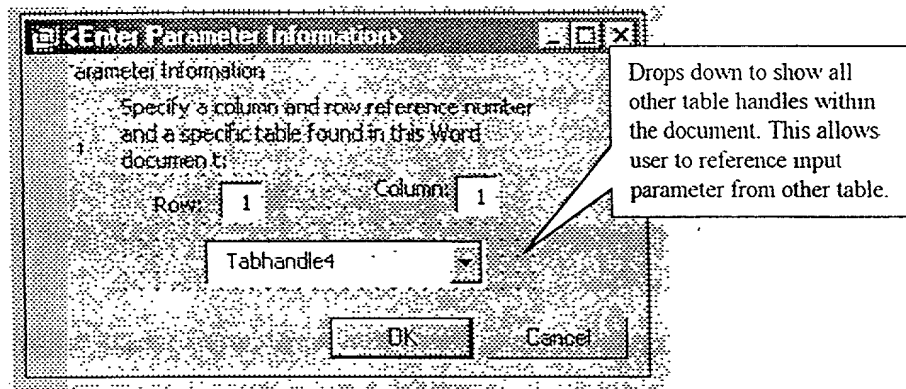 <Enter Parameter Information>
arameter Information
Specify a column and row reference number
and a specific table found in this Word
documen t:
Row: 1
Column: 1
Tabhandle4
OK
Cancel
Drops down to show all
other table handles within
the document. This allows
user to reference input
parameter from other table.